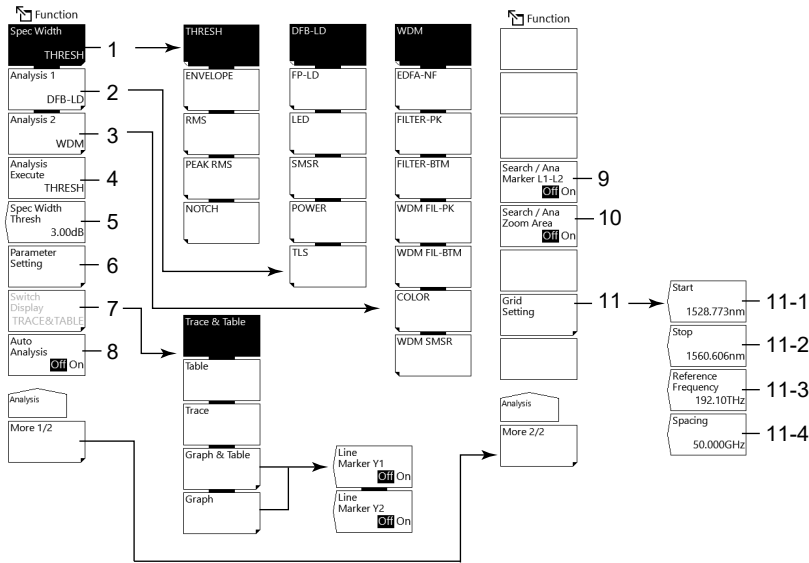 Function
Spec Width
THRESH
Analysis 1
DFB-LD
Analysis 2
WDM
Analysis
Execute
THRESH
Spec Width
Thresh
3.00dB
Parameter
Setting
Switch
Display
TRACE&TABLE
Auto
Analysis
Off On
Analysis
More 1/2
1
2
3
4
5
6
7
8
THRESH
ENVELOPE
RMS
PEAK RMS
NOTCH
DFB-LD
FP-LD
LED
SMSR
POWER
TLS
WDM
EDFA-NF
FILTER-PK
FILTER-BTM
WDM FIL-PK
WDM FIL-BTM
COLOR
WDM SMSR
Trace & Table
Table
Trace
Graph & Table
Graph
Line
Marker Y1
Off On
Line
Marker Y2
Off On
Function
Search / Ana
Marker L1-L2
Off On
Search / Ana
Zoom Area
Off On
Grid
Setting
Analysis
More 2/2
9
10
11
Start
1528.773nm
Stop
1560.606nm
Reference
Frequency
192.10THz
Spacing
50.000GHz
11-1
11-2
11-3
11-4